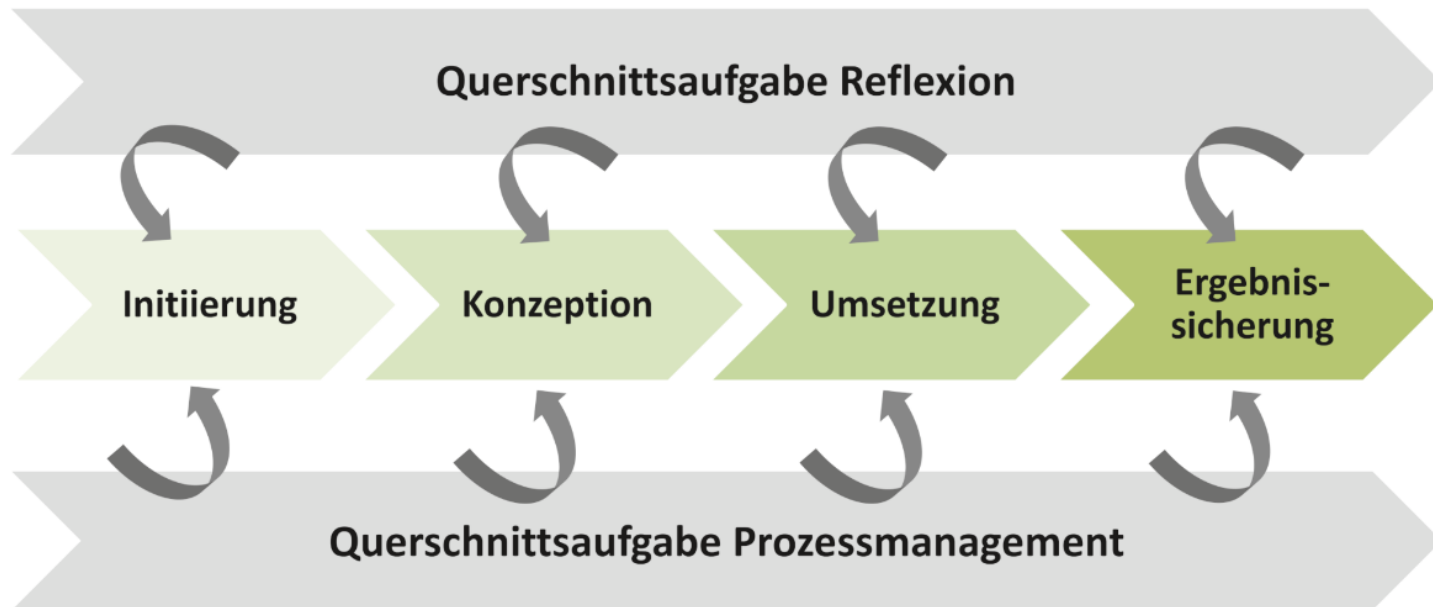 Querschnittsaufgabe Reflexion
Initiierung
Konzeption
Umsetzung
Ergebnis-
sicherung
Querschnittsaufgabe Prozessmanagement